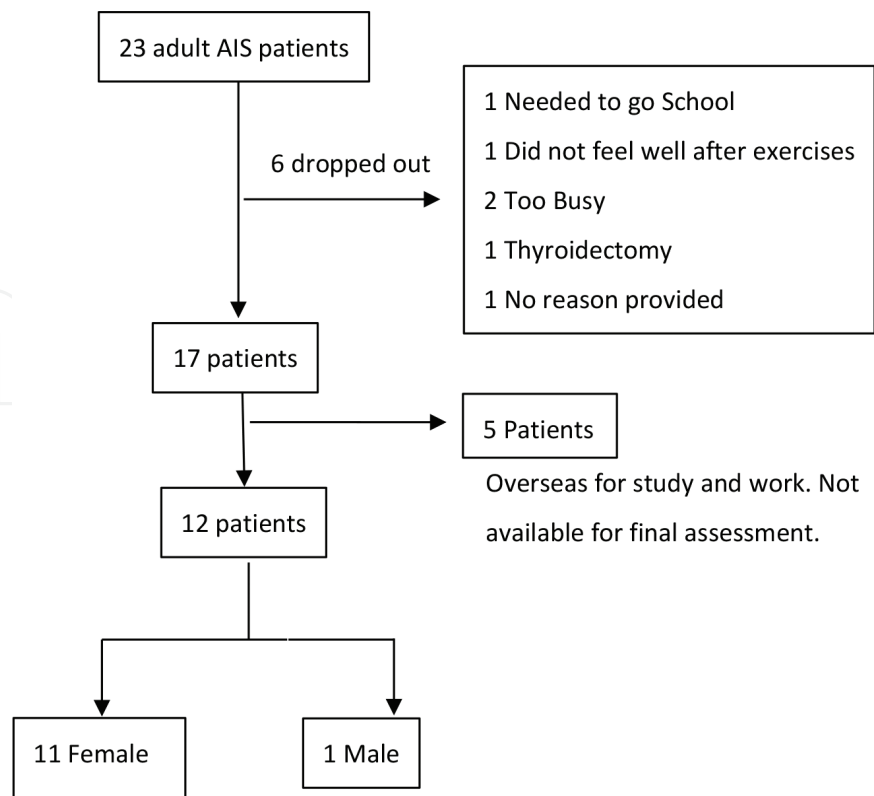 23 adult AIS patients
6 dropped out
1 Needed to go School
1 Did not feel well after exercises
2 Too Busy
1 Thyroidectomy
1 No reason provided
17 patients
5 Patients
Overseas for study and work. Not
available for final assessment.
12 patients
11 Female
1 Male